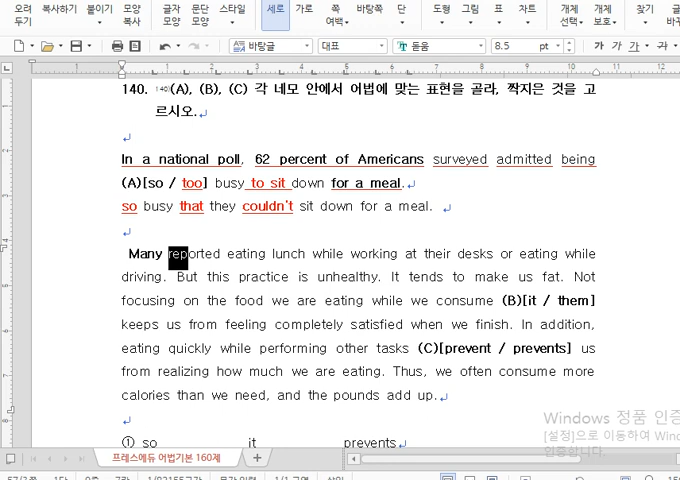 오려 복사하기 붙이기 모양 글자 문단 스타일 세로 가로 쪽 바탕쪽 단 도형 그림 표 차트 개체 개체 찾기
두기 복사 모양 모양 여백 선택 보호
바탕글 대표 돋움 8.5 pt 가 가 가
140. 140)(A), (B), (C) 각 네모 안에서 어법에 맞는 표현을 골라, 짝지은 것을 고
르시오.
In a national poll, 62 percent of Americans surveyed admitted being
(A)[so / too] busy to sit down for a meal.
so busy that they couldn't sit down for a meal.
Many reported eating lunch while working at their desks or eating while
driving. But this practice is unhealthy. It tends to make us fat. Not
focusing on the food we are eating while we consume (B)[it / them]
keeps us from feeling completely satisfied when we finish. In addition,
eating quickly while performing other tasks (C)[prevent / prevents] us
from realizing how much we are eating. Thus, we often consume more
calories than we need, and the pounds add up.
① so it prevents
Windows 정품 인증
[설정]으로 이동하여 Wind
인증합니다.
프레스에듀 어법기본 160제